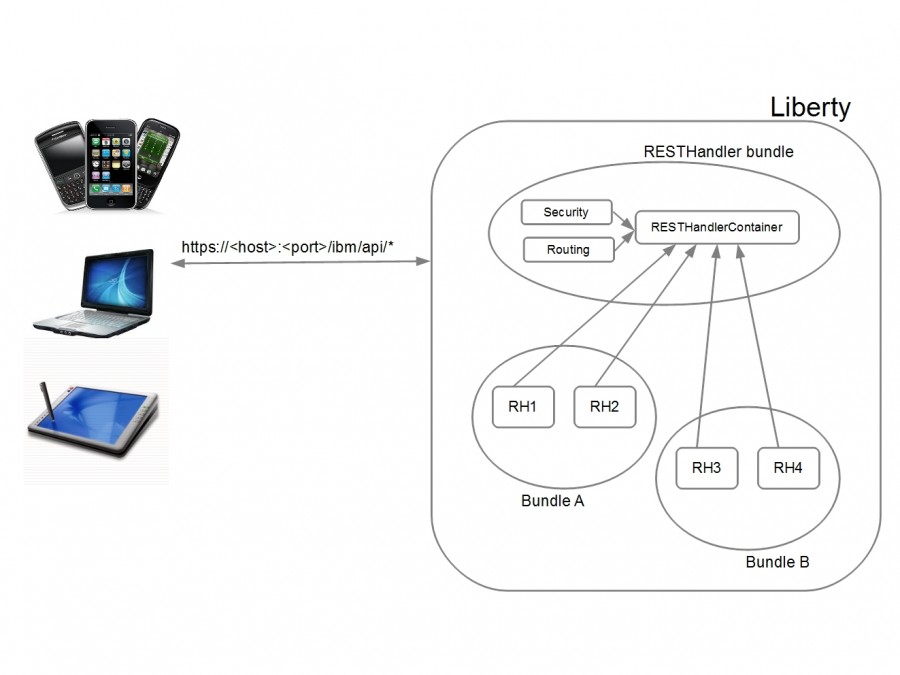 Liberty
RESTHandler bundle
Security
RESTHandlerContainer
Routing
https://<host>:<port>/ibm/api/*
RH1
RH2
RH3
RH4
Bundle A
Bundle B